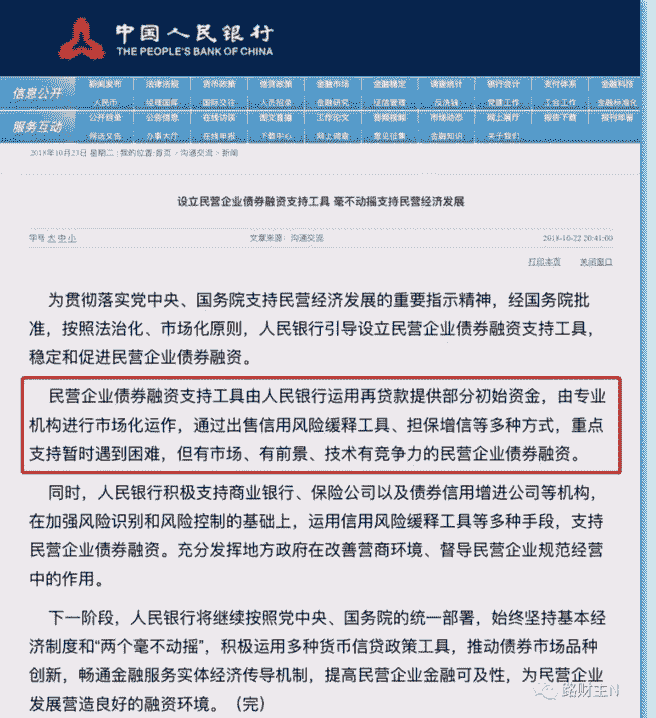 中国人民银行
THE PEOPLE'S BANK OF CHINA
信息公开
新闻发布 法律法规 货币政策 信贷政策 金融市场 金融稳定 调查统计 银行会计 支付体系 金融科技
人民币 经理国库 国际交往 人员招录 金融研究 征信管理 反洗钱 党建工作 工会工作 金融标准化
服务互动
公开目录 公告信息 在线访谈 图文直播 工作论文 音频视频 市场动态 网上展厅 报告下载 报刊年鉴
网送文告 办事大厅 在线申报 下载中心 网上调查 意见征集 金融知识 关于我们
2018年10月23日 星期二 | 我的位置:首页 > 沟通交流 > 新闻
设立民营企业债券融资支持工具 毫不动摇支持民营经济发展
字号 大 中 小 文章来源：沟通交流 2018-10-22 20:41:00
打印本页 关闭窗口
为贯彻落实党中央、国务院支持民营经济发展的重要指示精神，经国务院批
准，按照法治化、市场化原则，人民银行引导设立民营企业债券融资支持工具，
稳定和促进民营企业债券融资。
民营企业债券融资支持工具由人民银行运用再贷款提供部分初始资金，由专业
机构进行市场化运作，通过出售信用风险缓释工具、担保增信等多种方式，重点
支持暂时遇到困难，但有市场、有前景、技术有竞争力的民营企业债券融资。
同时，人民银行积极支持商业银行、保险公司以及债券信用增进公司等机构，
在加强风险识别和风险控制的基础上，运用信用风险缓释工具等多种手段，支持
民营企业债券融资。充分发挥地方政府在改善营商环境、督导民营企业规范经营
中的作用。
下一阶段，人民银行将继续按照党中央、国务院的统一部署，始终坚持基本经
济制度和“两个毫不动摇”，积极运用多种货币信贷政策工具，推动债券市场品种
创新，畅通金融服务实体经济传导机制，提高民营企业金融可及性，为民营企业
发展营造良好的融资环境。（完）
路财主N